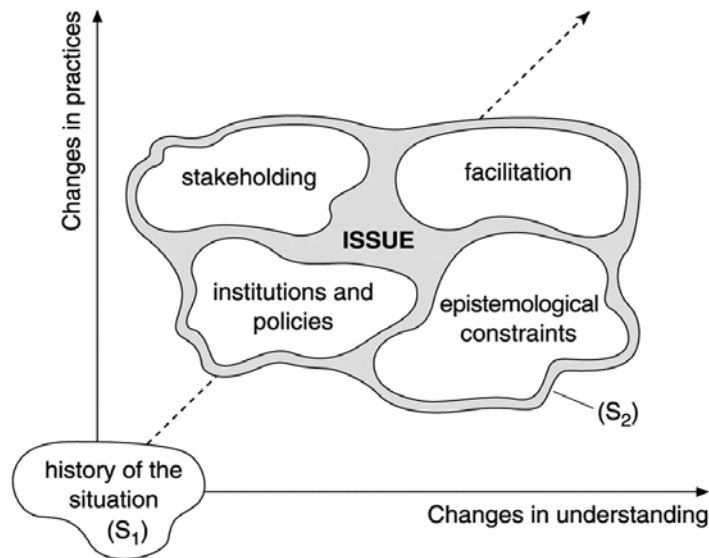 Changes in practices
stakeholding
facilitation
ISSUE
institutions and
policies
epistemological
constraints
(S₂)
history of the
situation
(S₁)
Changes in understanding